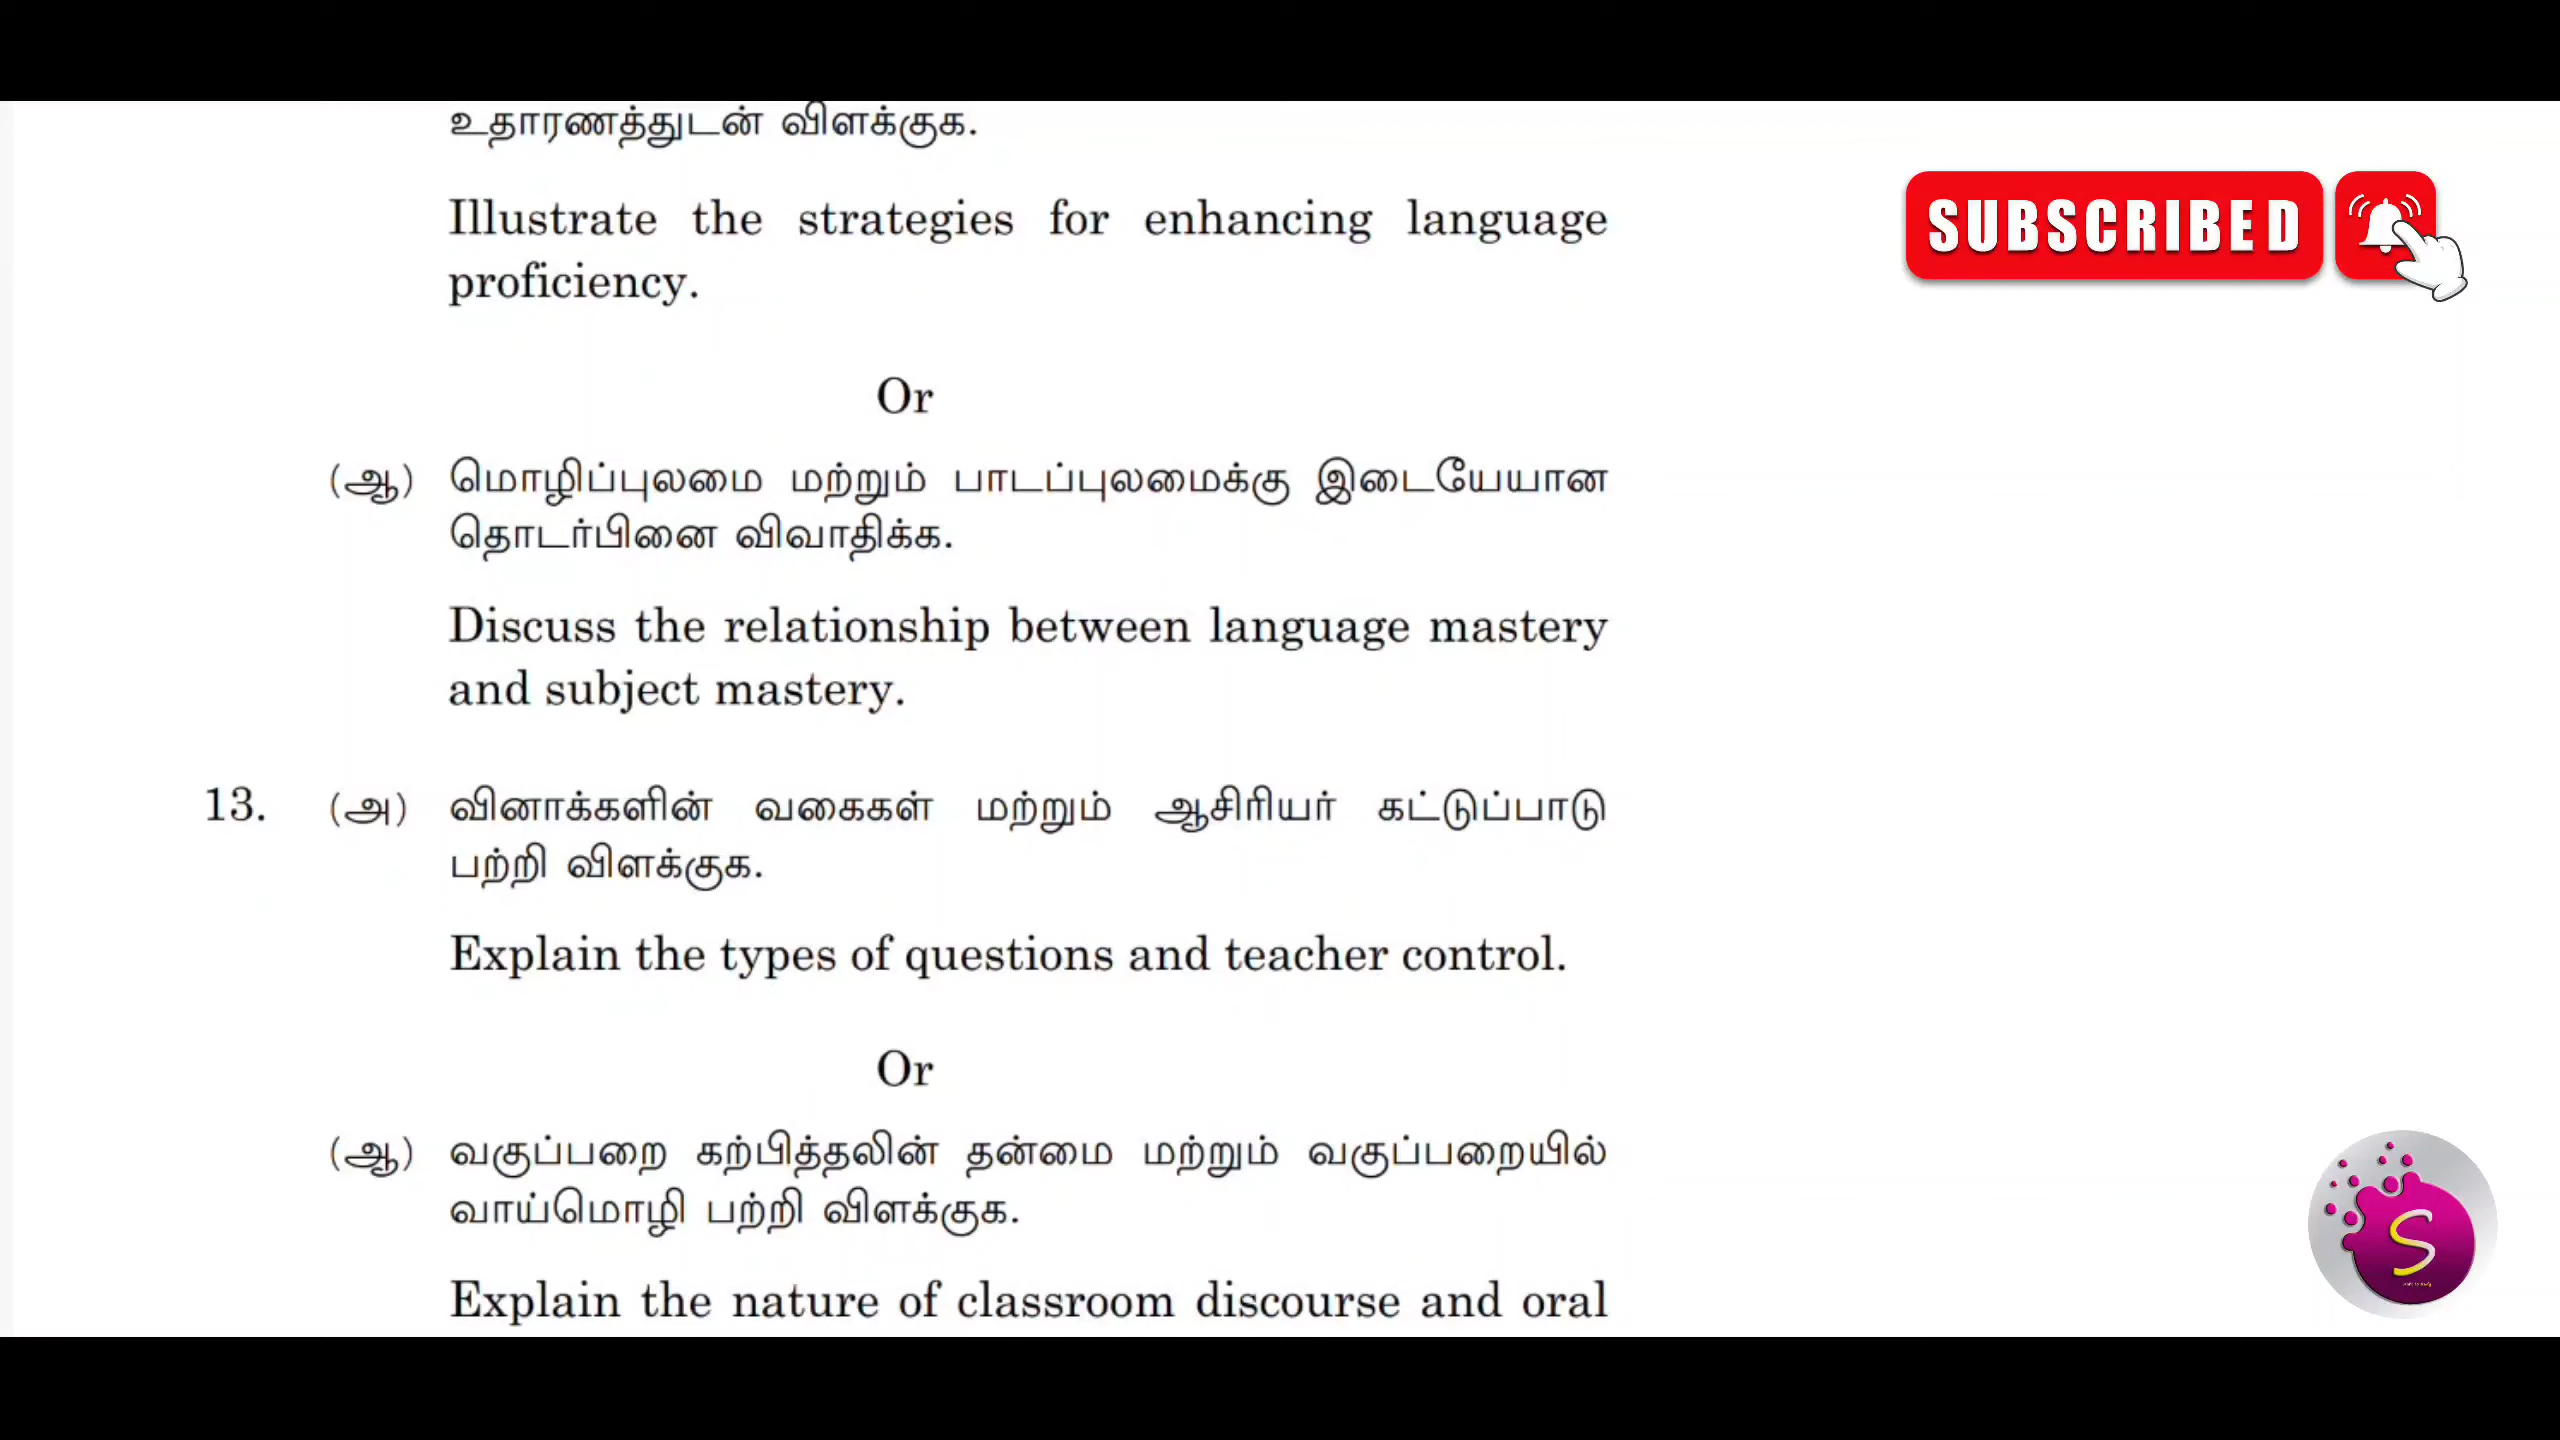 உதாரணத்துடன் விளக்குக.
Illustrate the strategies for enhancing language
proficiency.
SUBSCRIBED
Or
(ஆ) மொழிப்புலமை மற்றும் பாடப்புலமைக்கு இடையேயான
தொடர்பினை விவாதிக்க.
Discuss the relationship between language mastery
and subject mastery.
13. (அ) வினாக்களின் வகைகள் மற்றும் ஆசிரியர் கட்டுப்பாடு
பற்றி விளக்குக.
Explain the types of questions and teacher control.
Or
(ஆ) வகுப்பறை கற்பித்தலின் தன்மை மற்றும் வகுப்பறையில்
வாய்மொழி பற்றி விளக்குக.
Explain the nature of classroom discourse and oral
S